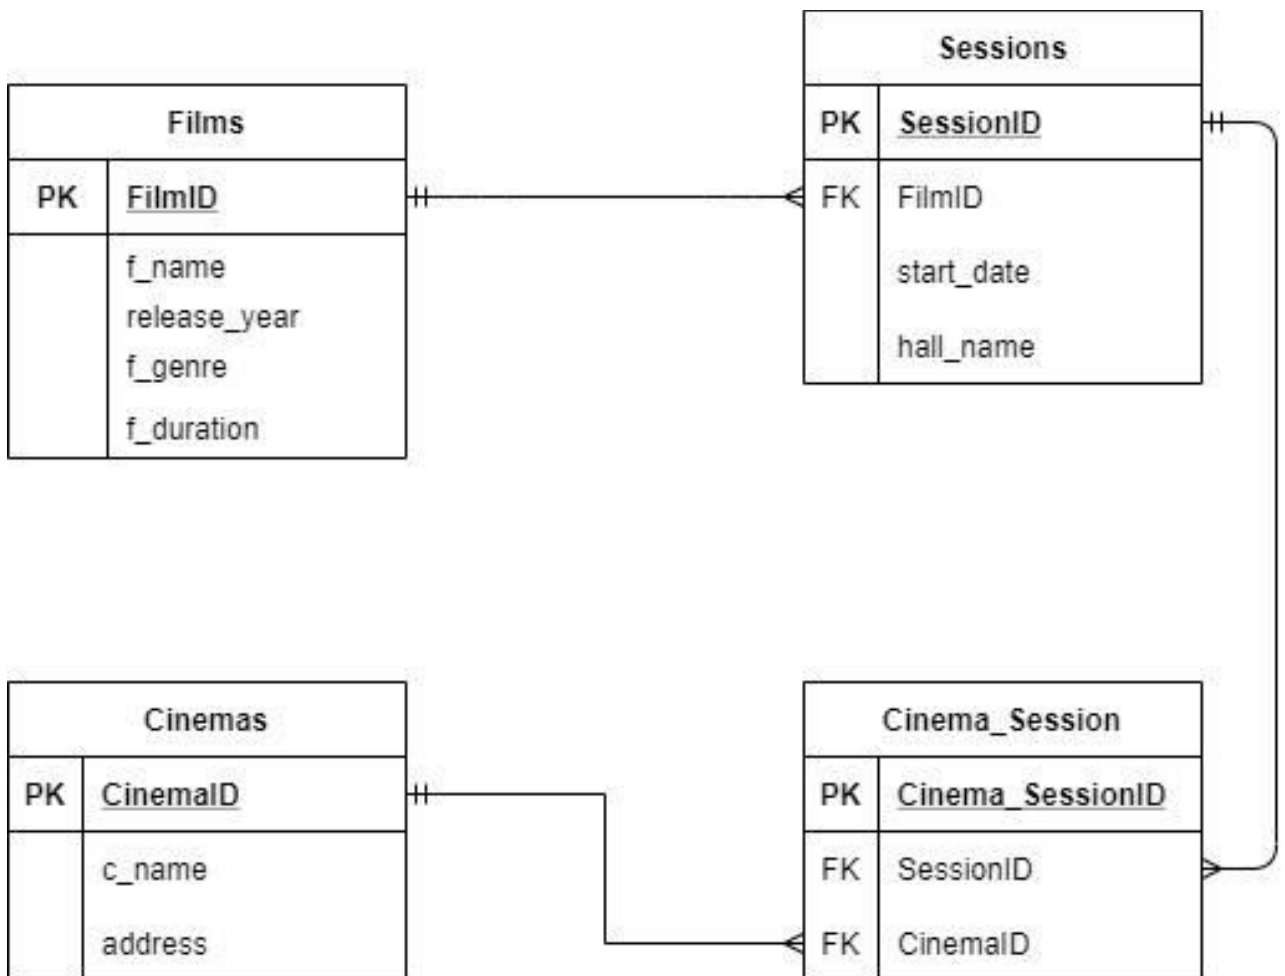 Films
PK FilmID
f_name
release_year
f_genre
f_duration
Sessions
PK SessionID
FK FilmID
start_date
hall_name
Cinemas
PK CinemaID
c_name
address
Cinema_Session
PK Cinema_SessionID
FK SessionID
FK CinemaID